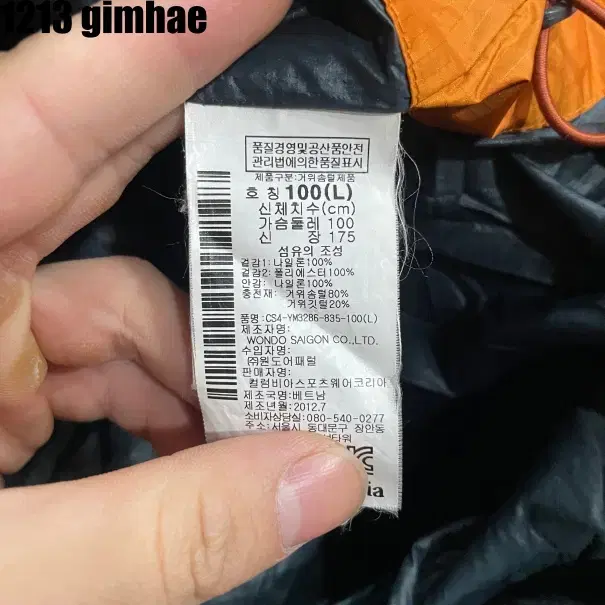 1213 gimhae
품질경영및공산품안전
관리법에의한품질표시
제품구분:거위솜털제품
호 칭 100(L)
신체치수(cm)
가슴둘레 100
신 장 175
섬유의 조성
겉감1: 나일론100%
겉감2: 폴리에스터100%
안감: 나일론100%
충전재: 거위솜털80%
거위깃털20%
품명:CS4-YM3286-835-100(L)
제조자명:
WONDO SAIGON CO.,LTD.
수입자명:
㈜원도어패럴
판매자명:
컬럼비아스포츠웨어코리아
제조국명:베트남
제조년월:2012.7
소비자상담실:080-540-0277
주소:서울시 동대문구 장안동
타워
ia